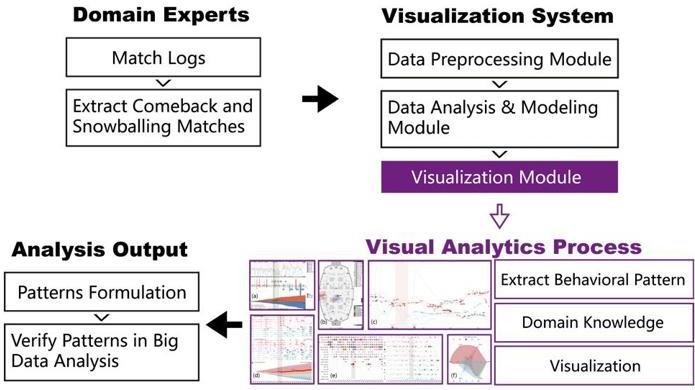 Domain Experts
Match Logs
Extract Comeback and
Snowballing Matches
Visualization System
Data Preprocessing Module
Data Analysis & Modeling
Module
Visualization Module
Visual Analytics Process
(a)
(b)
(c)
(d)
(e)
(f)
Extract Behavioral Pattern
Domain Knowledge
Visualization
Analysis Output
Patterns Formulation
Verify Patterns in Big
Data Analysis